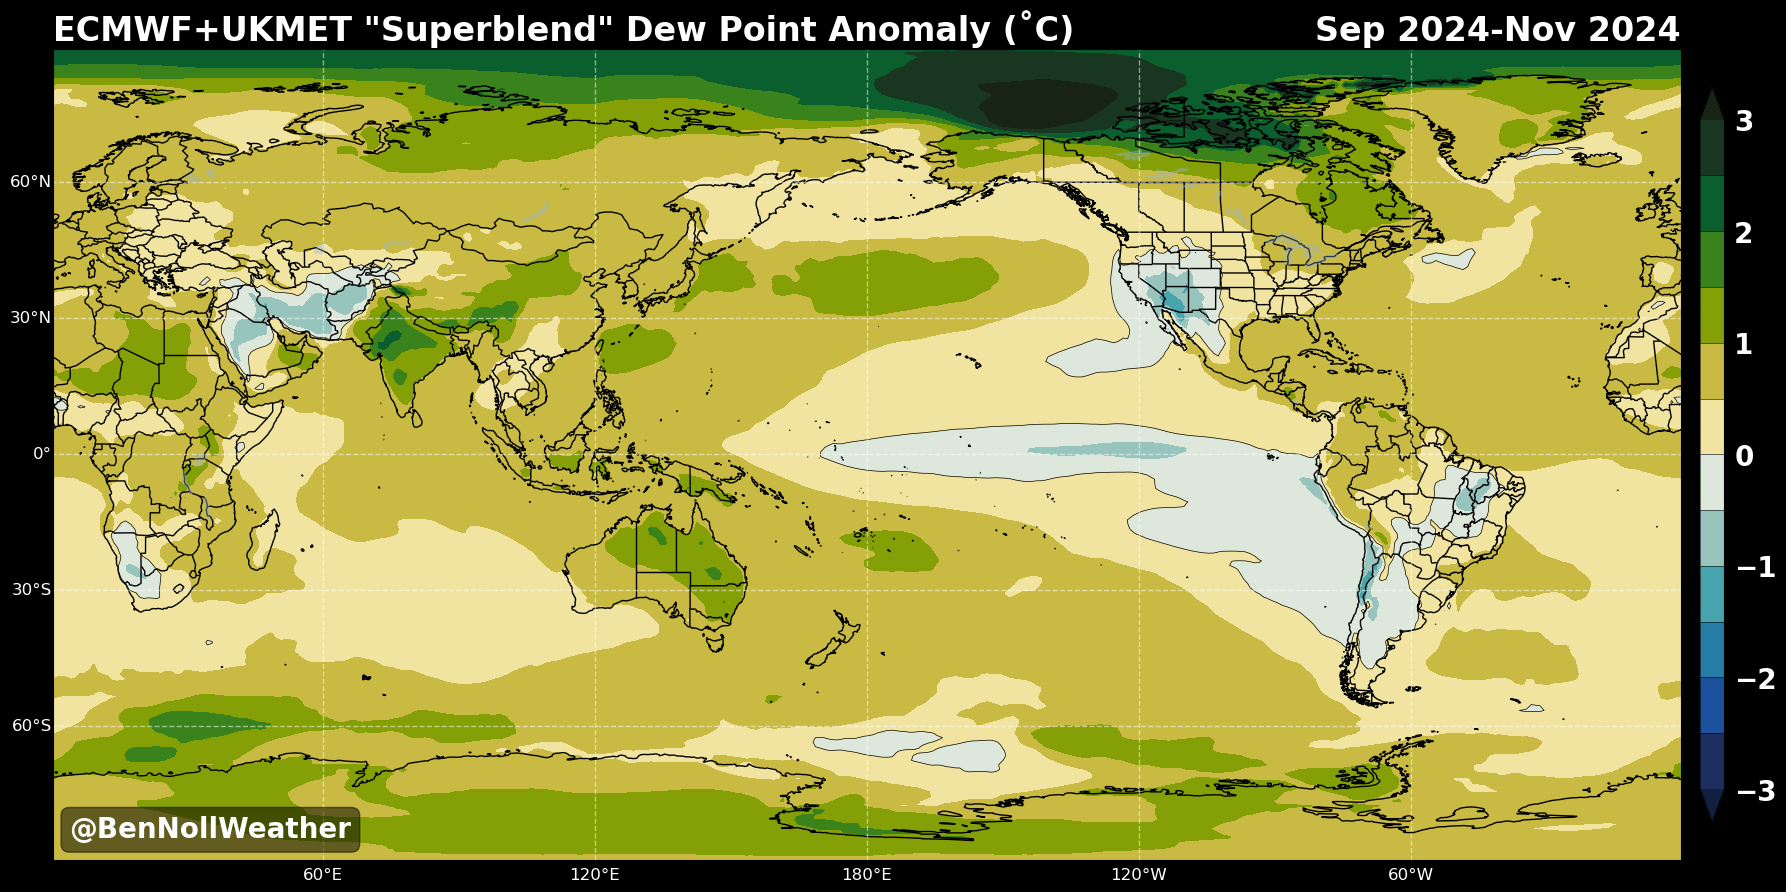 ECMWF+UKMET "Superblend" Dew Point Anomaly (˚C) Sep 2024-Nov 2024
3
60°N
2
1
30°N
0°
0
−1
30°S
−2
60°S
−3
@BenNollWeather
60°E 120°E 180°E 120°W 60°W